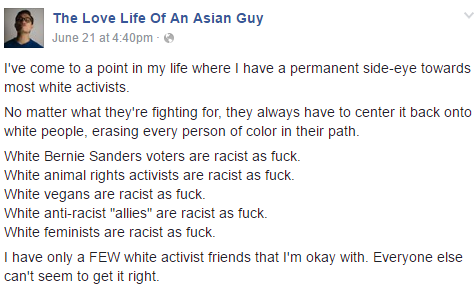 The Love Life Of An Asian Guy
June 21 at 4:40pm ·
I've come to a point in my life where I have a permanent side-eye towards
most white activists.
No matter what they're fighting for, they always have to center it back onto
white people, erasing every person of color in their path.
White Bernie Sanders voters are racist as fuck.
White animal rights activists are racist as fuck.
White vegans are racist as fuck.
White anti-racist "allies" are racist as fuck.
White feminists are racist as fuck.
I have only a FEW white activist friends that I'm okay with. Everyone else
can't seem to get it right.